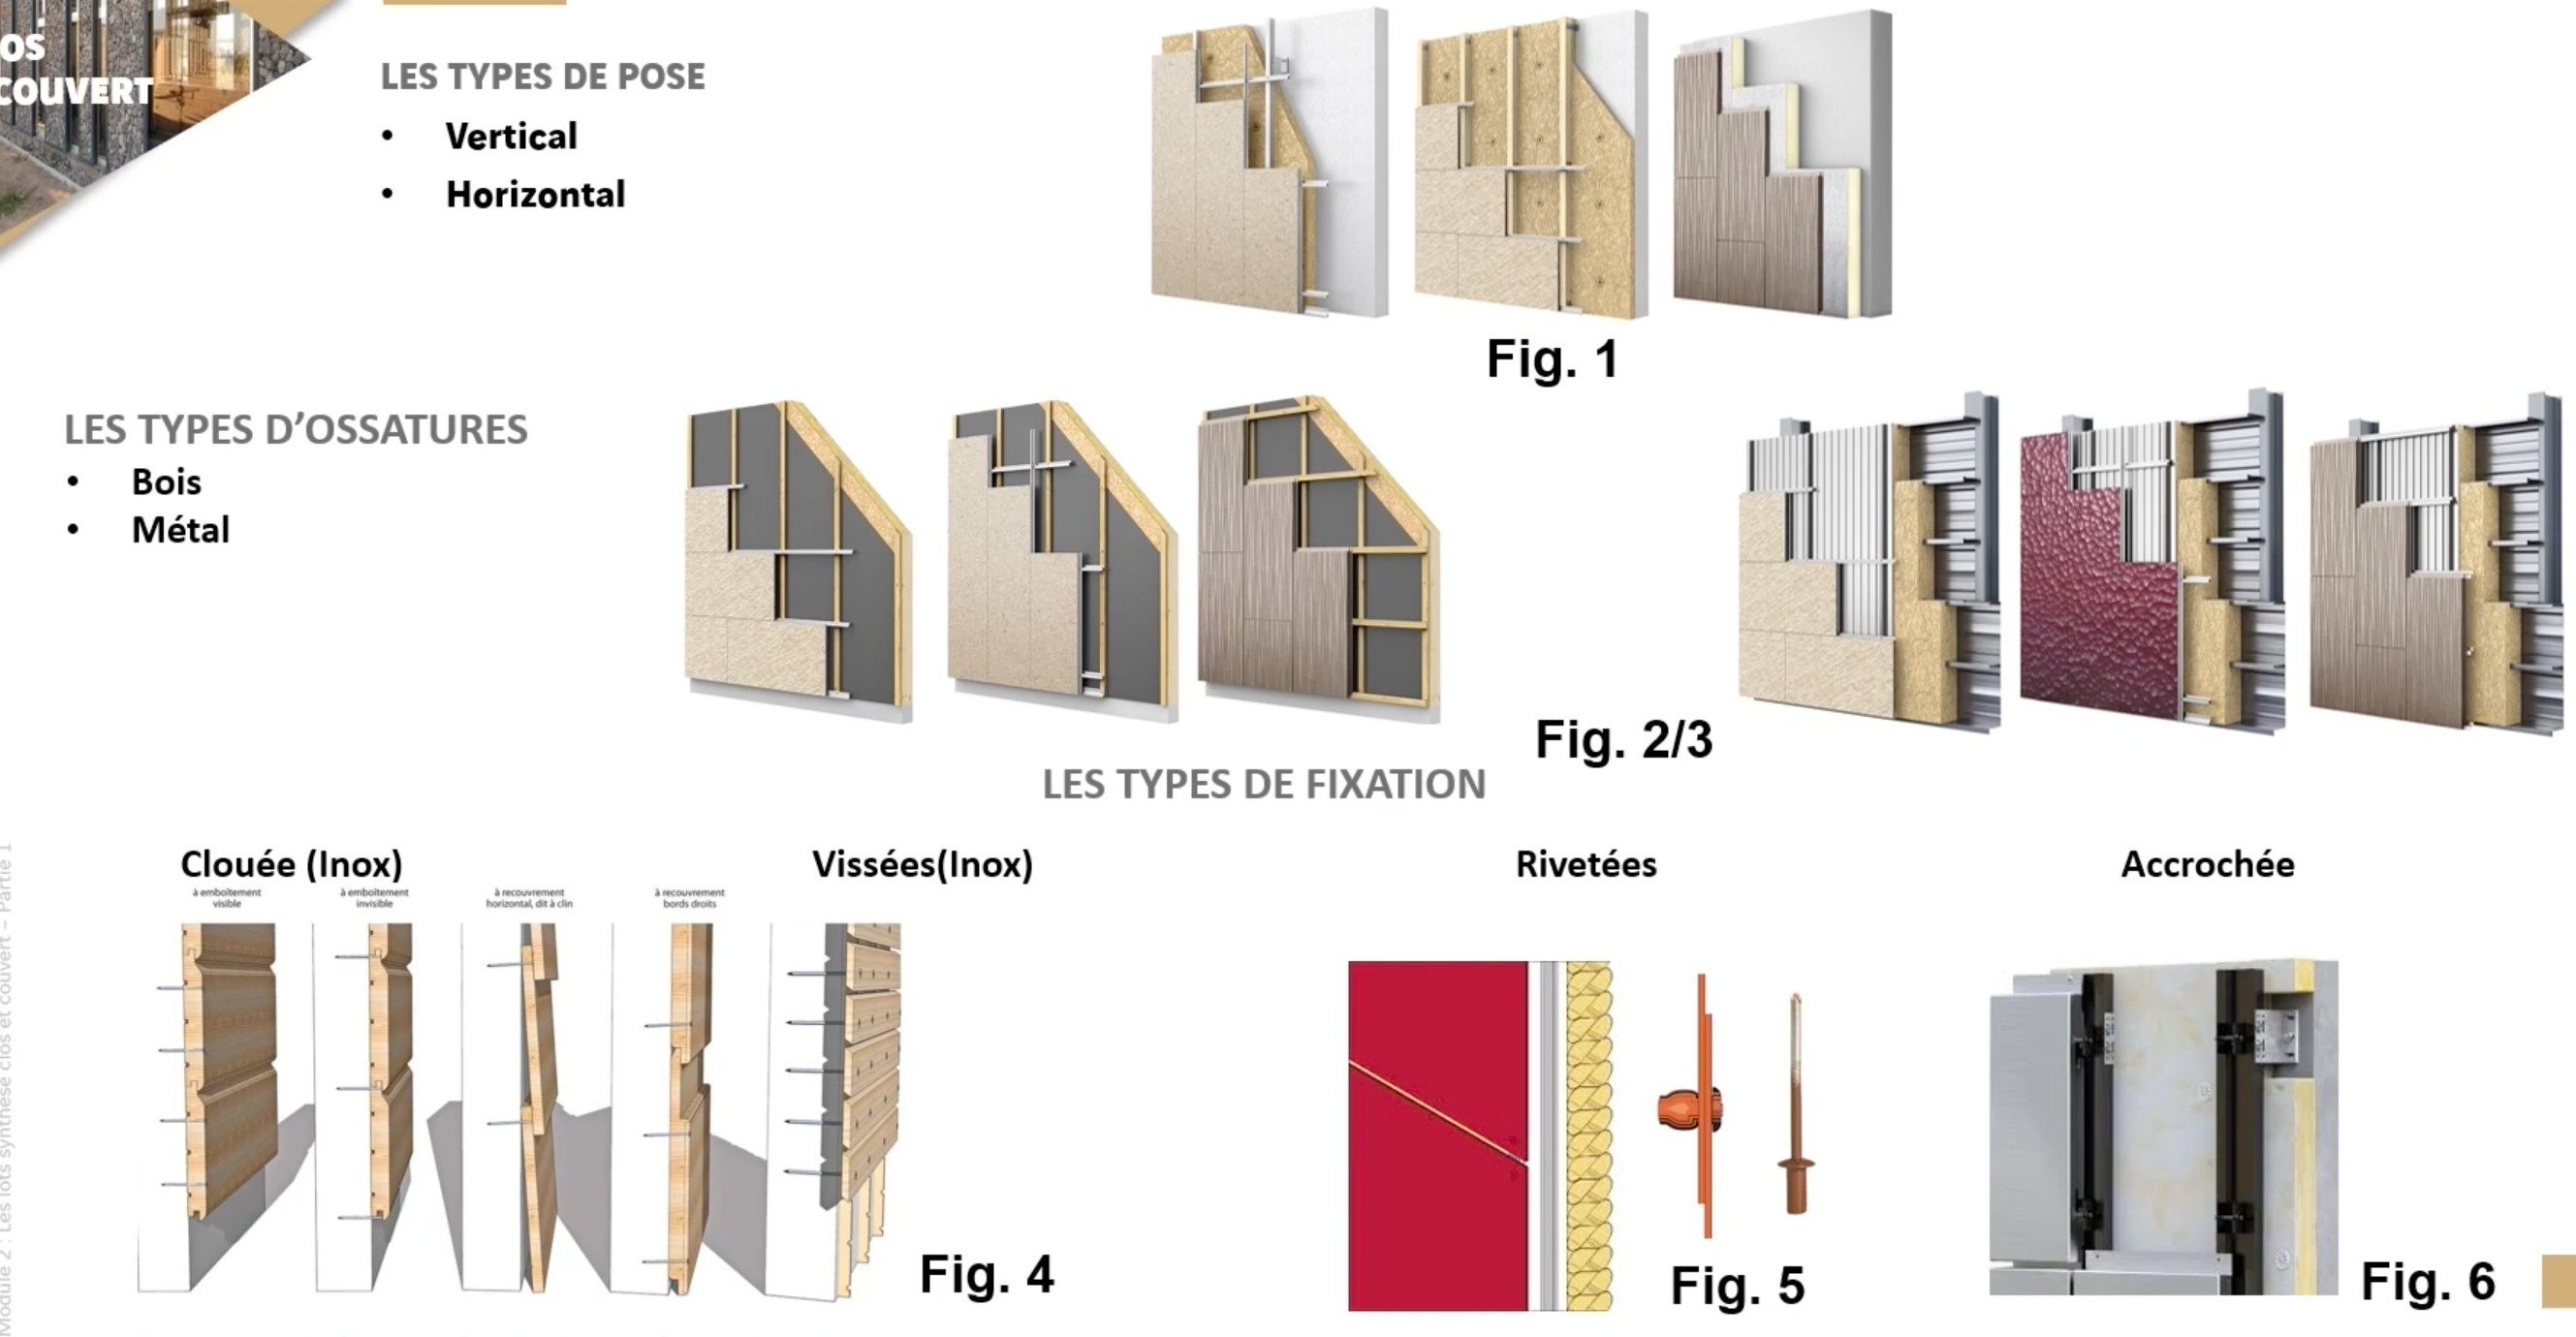 OS
COUVERT
LES TYPES DE POSE
• Vertical
• Horizontal
Fig. 1
LES TYPES D’OSSATURES
• Bois
• Métal
Fig. 2/3
LES TYPES DE FIXATION
Clouée (Inox)
Vissées(Inox)
Rivetées
Accrochée
à emboîtement
visible
à emboîtement
invisible
à recouvrement
horizontal, dit à clin
à recouvrement
bords droits
Fig. 4
Fig. 5
Fig. 6
Module 2 : Les lots synthèse clos et couvert – Partie 1